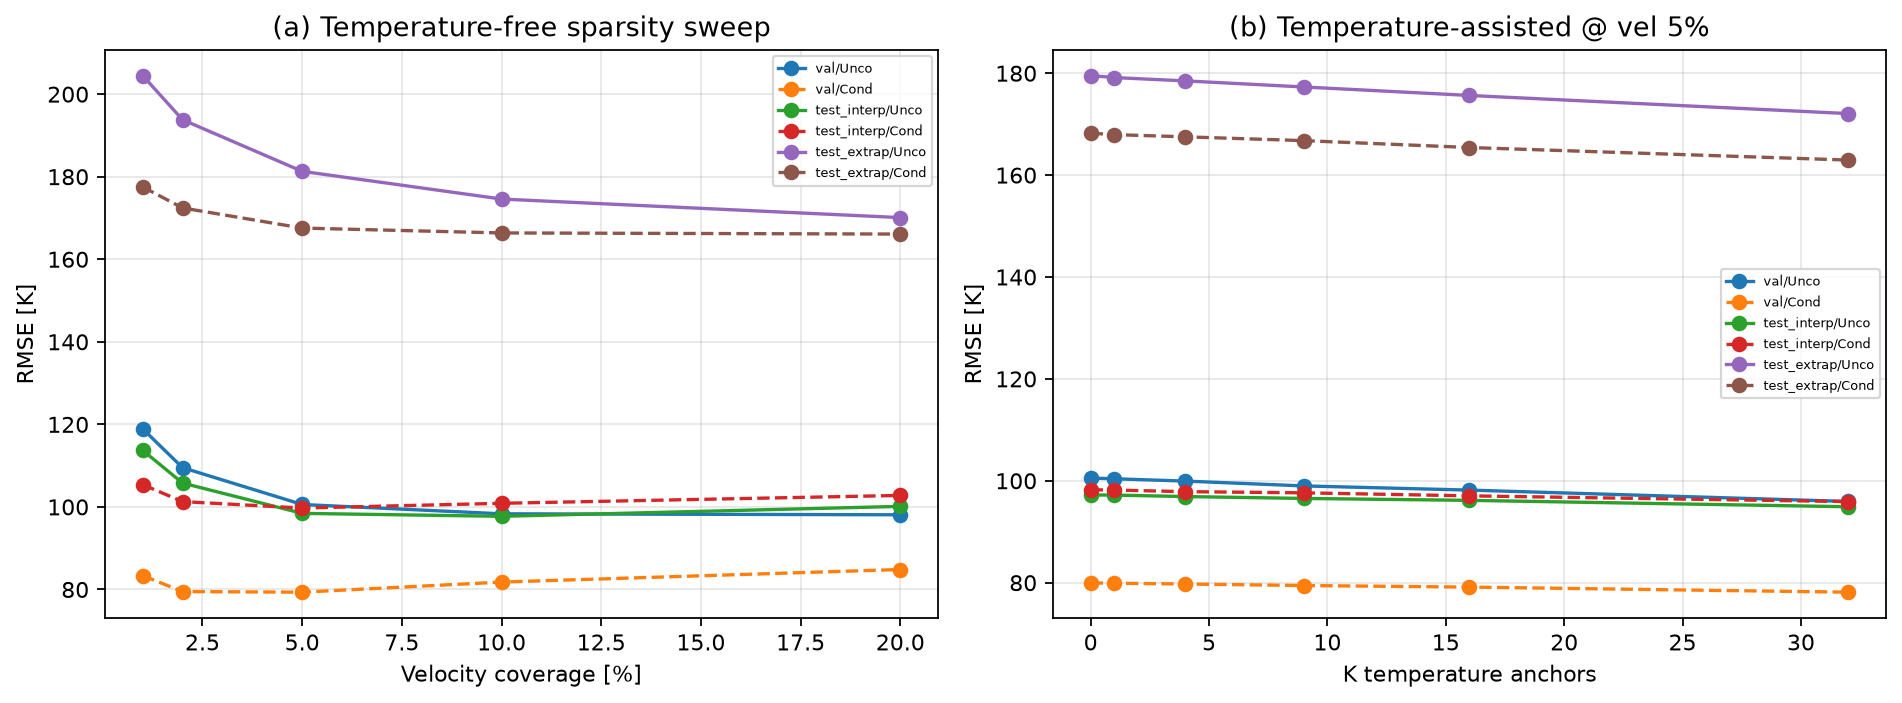 (a) Temperature-free sparsity sweep
RMSE [K]
200
180
160
140
120
100
80
2.5
5.0
7.5
10.0
12.5
15.0
17.5
20.0
Velocity coverage [%]
val/Unco
val/Cond
test_interp/Unco
test_interp/Cond
test_extrap/Unco
test_extrap/Cond
(b) Temperature-assisted @ vel 5%
RMSE [K]
180
160
140
120
100
80
0
5
10
15
20
25
30
K temperature anchors
val/Unco
val/Cond
test_interp/Unco
test_interp/Cond
test_extrap/Unco
test_extrap/Cond